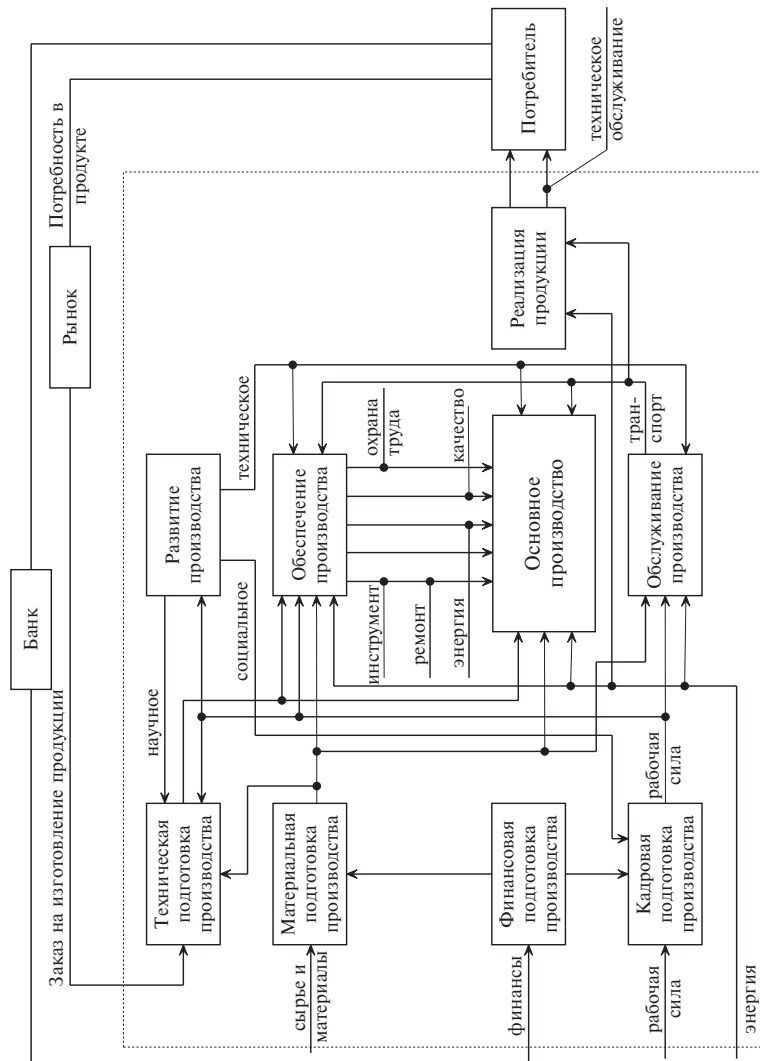 Банк
Заказ на изготовление продукции
Рынок
Потребность в
продукте
Техническая
подготовка
производства
научное
Развитие
производства
социальное
техническое
сырье и
материалы
Материальная
подготовка
производства
Обеспечение
производства
инструмент
ремонт
энергия
охрана
труда
качество
финансы
Финансовая
подготовка
производства
Основное
производство
Реализация
продукции
Потребитель
техническое
обслуживание
рабочая
сила
Кадровая
подготовка
производства
рабочая
сила
Обслуживание
производства
тран-
спорт
энергия